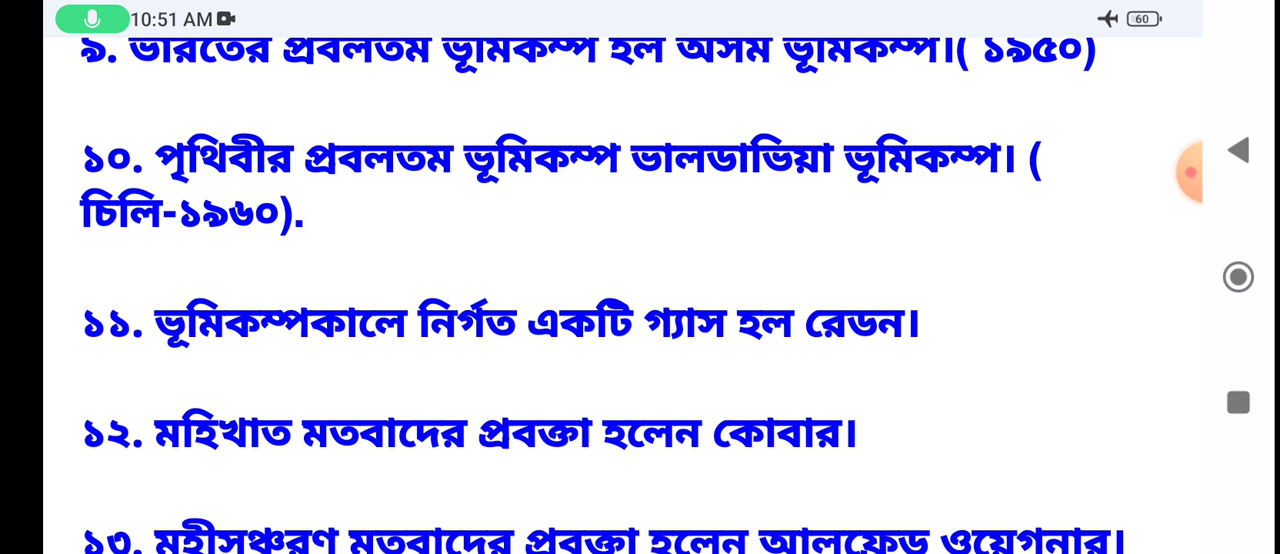 10:51 AM
60
৯. ভারতের প্রবলতম ভূমিকম্প হল অসম ভূমিকম্প।( ১৯৫০)
১০. পৃথিবীর প্রবলতম ভূমিকম্প ভালডাভিয়া ভূমিকম্প। (
চিলি-১৯৬০).
১১. ভূমিকম্পকালে নির্গত একটি গ্যাস হল রেডন।
১২. মহিখাত মতবাদের প্রবক্তা হলেন কোবার।
১৩. মহীসঞ্চরণ মতবাদের প্রবক্তা হলেন আলফ্রেড ওয়েগনার।